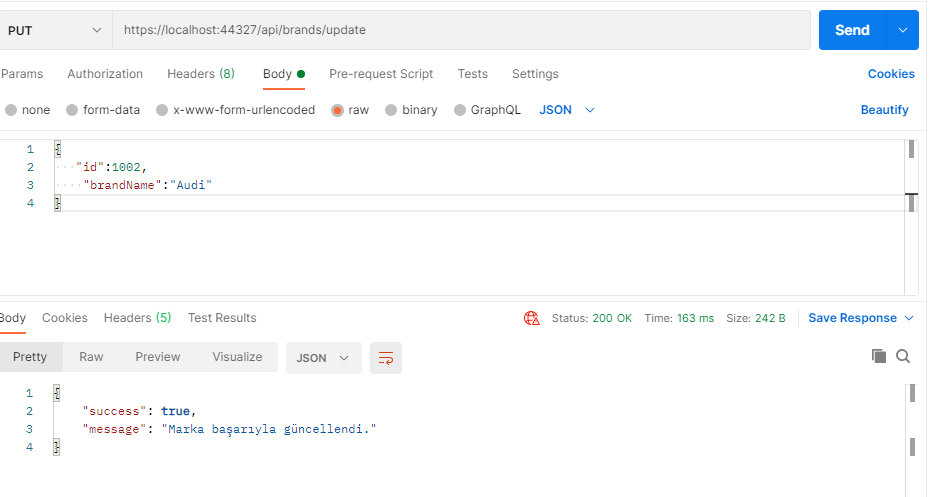 PUT https://localhost:44327/api/brands/update Send
Params Authorization Headers (8) Body Pre-request Script Tests Settings Cookies
none form-data x-www-form-urlencoded raw binary GraphQL JSON Beautify
1 {
2 "id":1002,
3 "brandName":"Audi"
4 }
Body Cookies Headers (5) Test Results Status: 200 OK Time: 163 ms Size: 242 B Save Response
Pretty Raw Preview Visualize JSON
1 {
2 "success": true,
3 "message": "Marka başarıyla güncellendi."
4 }